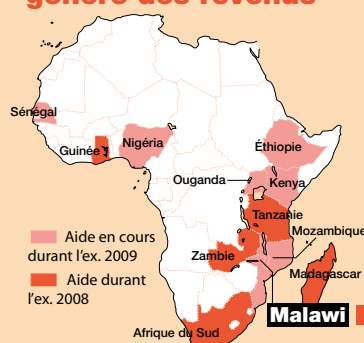 génère des revenus
Sénégal
Guinée
Nigéria
Éthiopie
Ouganda
Kenya
Tanzanie
Mozambique
Zambie
Madagascar
Malawi
Afrique du Sud
Aide en cours
durant l'ex. 2009
Aide durant
l'ex. 2008